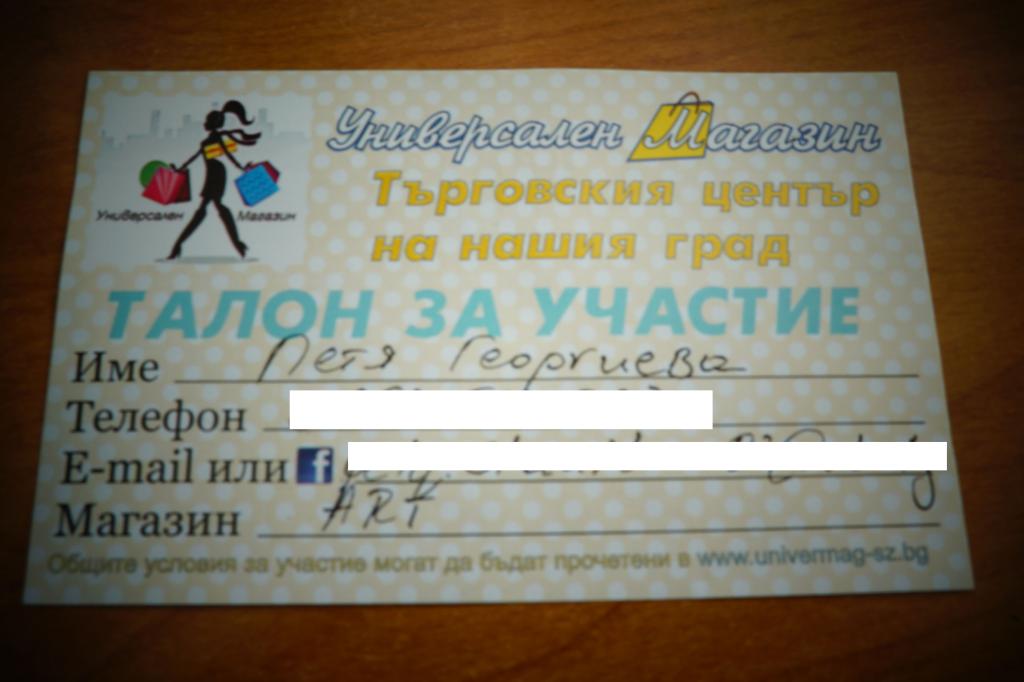 Универсален Магазин
Универсален Магазин
Търговския център
на нашия град
ТАЛОН ЗА УЧАСТИЕ
Име Петя Георгиева
Телефон
E-mail или f
Магазин ART
Общите условия за участие могат да бъдат прочетени в www.univermag-sz.bg